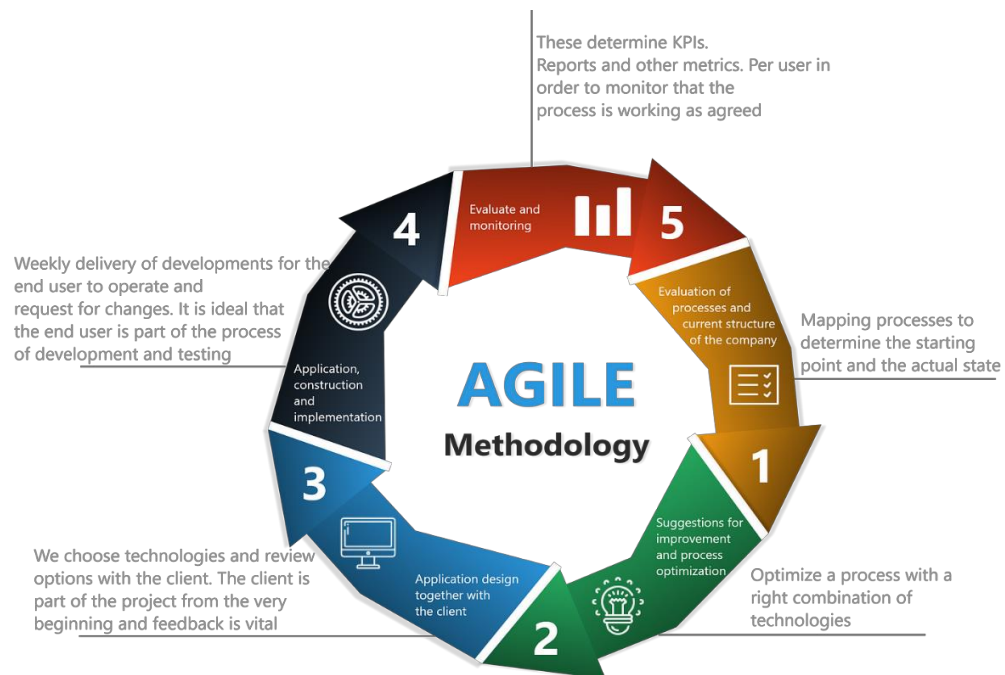 These determine KPIs.
Reports and other metrics. Per user in
order to monitor that the
process is working as agreed
4
Evaluate and
monitoring
5
Weekly delivery of developments for the
end user to operate and
request for changes. It is ideal that
the end user is part of the process
of development and testing
Evaluation of
processes and
current structure
of the company
Mapping processes to
determine the starting
point and the actual state
Application,
construction
and
implementation
AGILE
Methodology
3
1
Suggestions for
improvement and
process
optimization
We choose technologies and review
options with the client. The client is
part of the project from the very
beginning and feedback is vital
Application design
together with
the client
2
Optimize a process with a
right combination of
technologies